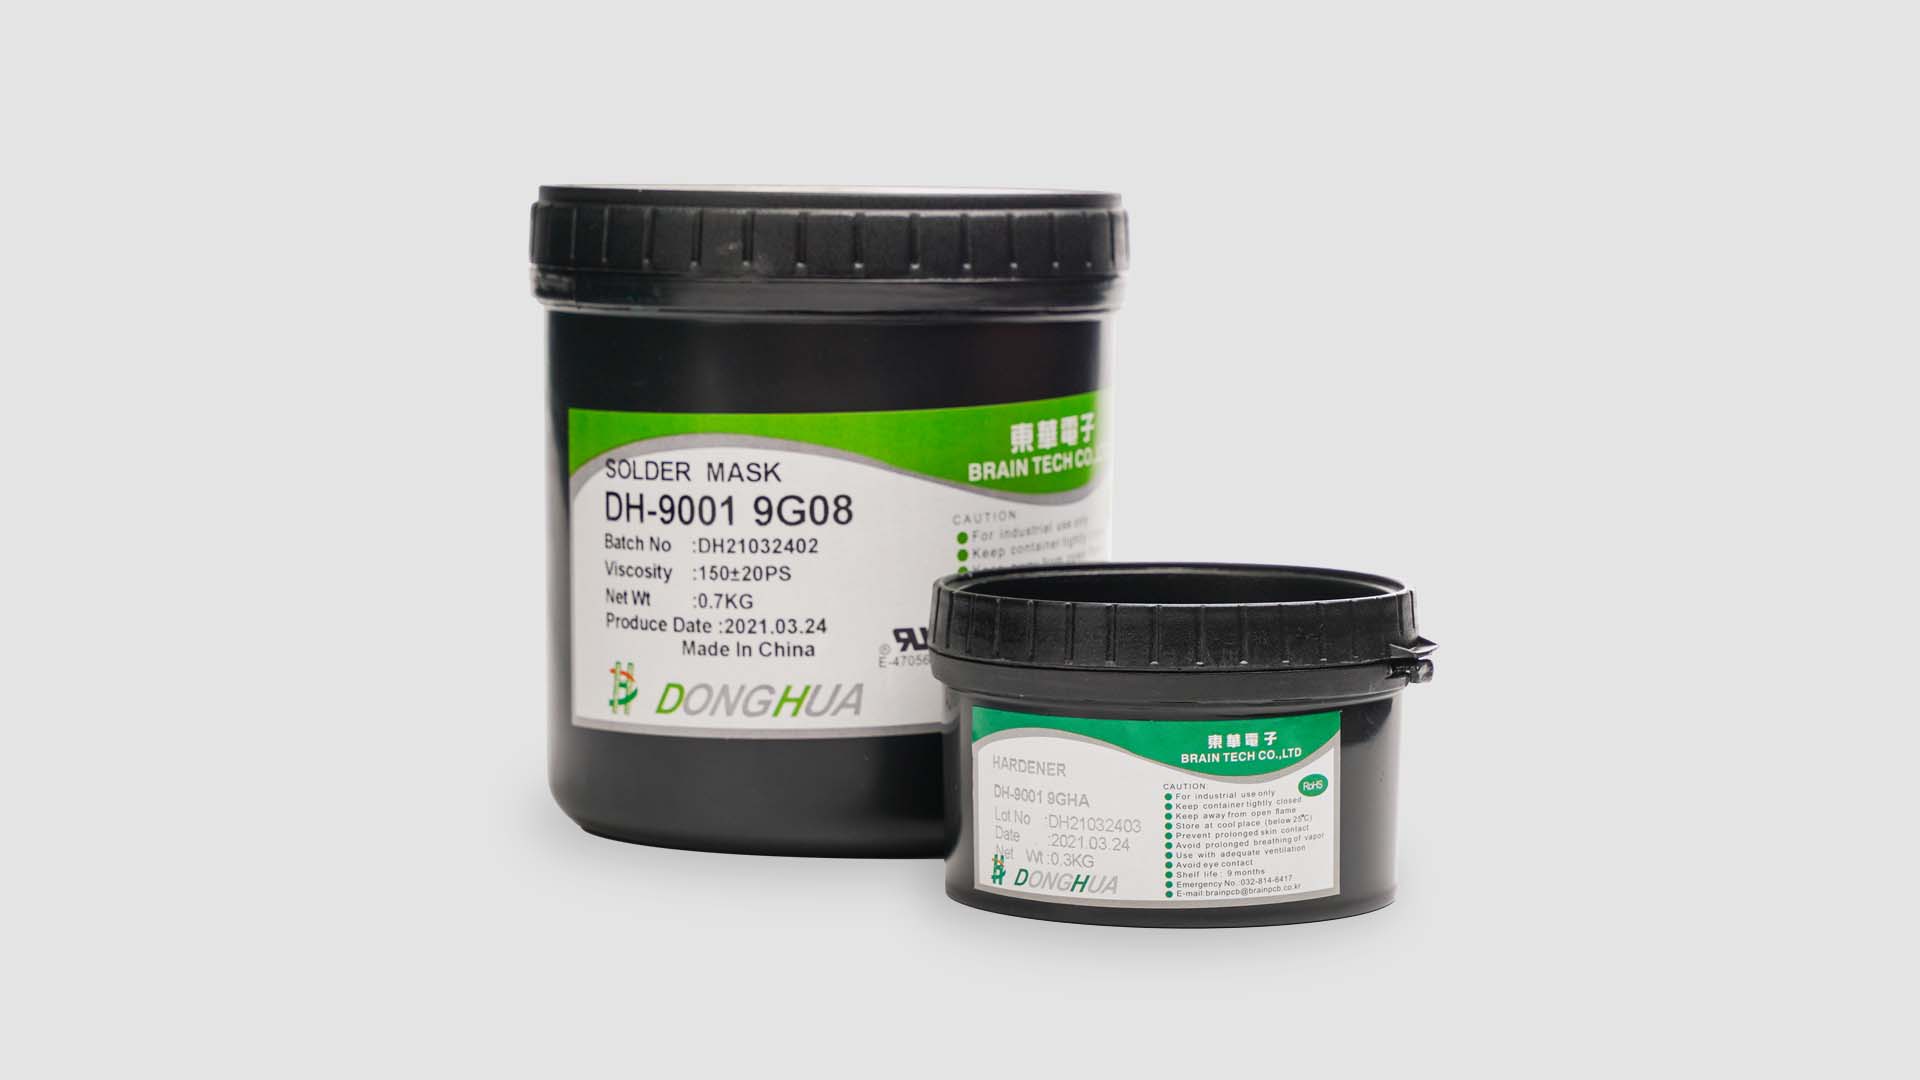 東華電子
BRAIN TECH CO.,
SOLDER MASK
DH-9001 9G08
Batch No :DH21032402
Viscosity :150±20PS
Net Wt :0.7KG
Produce Date :2021.03.24
Made In China
DONGHUA
CAUTION:
For industrial use only
Keep container tightly
®
E-47056
東華電子
BRAIN TECH CO.,LTD
HARDENER
DH-9001 9GHA
Lot No :DH21032403
Date :2021.03.24
Net Wt :0.3KG
DONGHUA
RoHS
CAUTION:
For industrial use only
Keep container tightly closed
Keep away from open flame
Store at cool place (below 25℃)
Prevent prolonged skin contact
Avoid prolonged breathing of vapor
Use with adequate ventilation
Avoid eye contact
Shelf life: 9 months
Emergency No.:032-814-6417
E-mail:brainpcb@brainpcb.co.kr